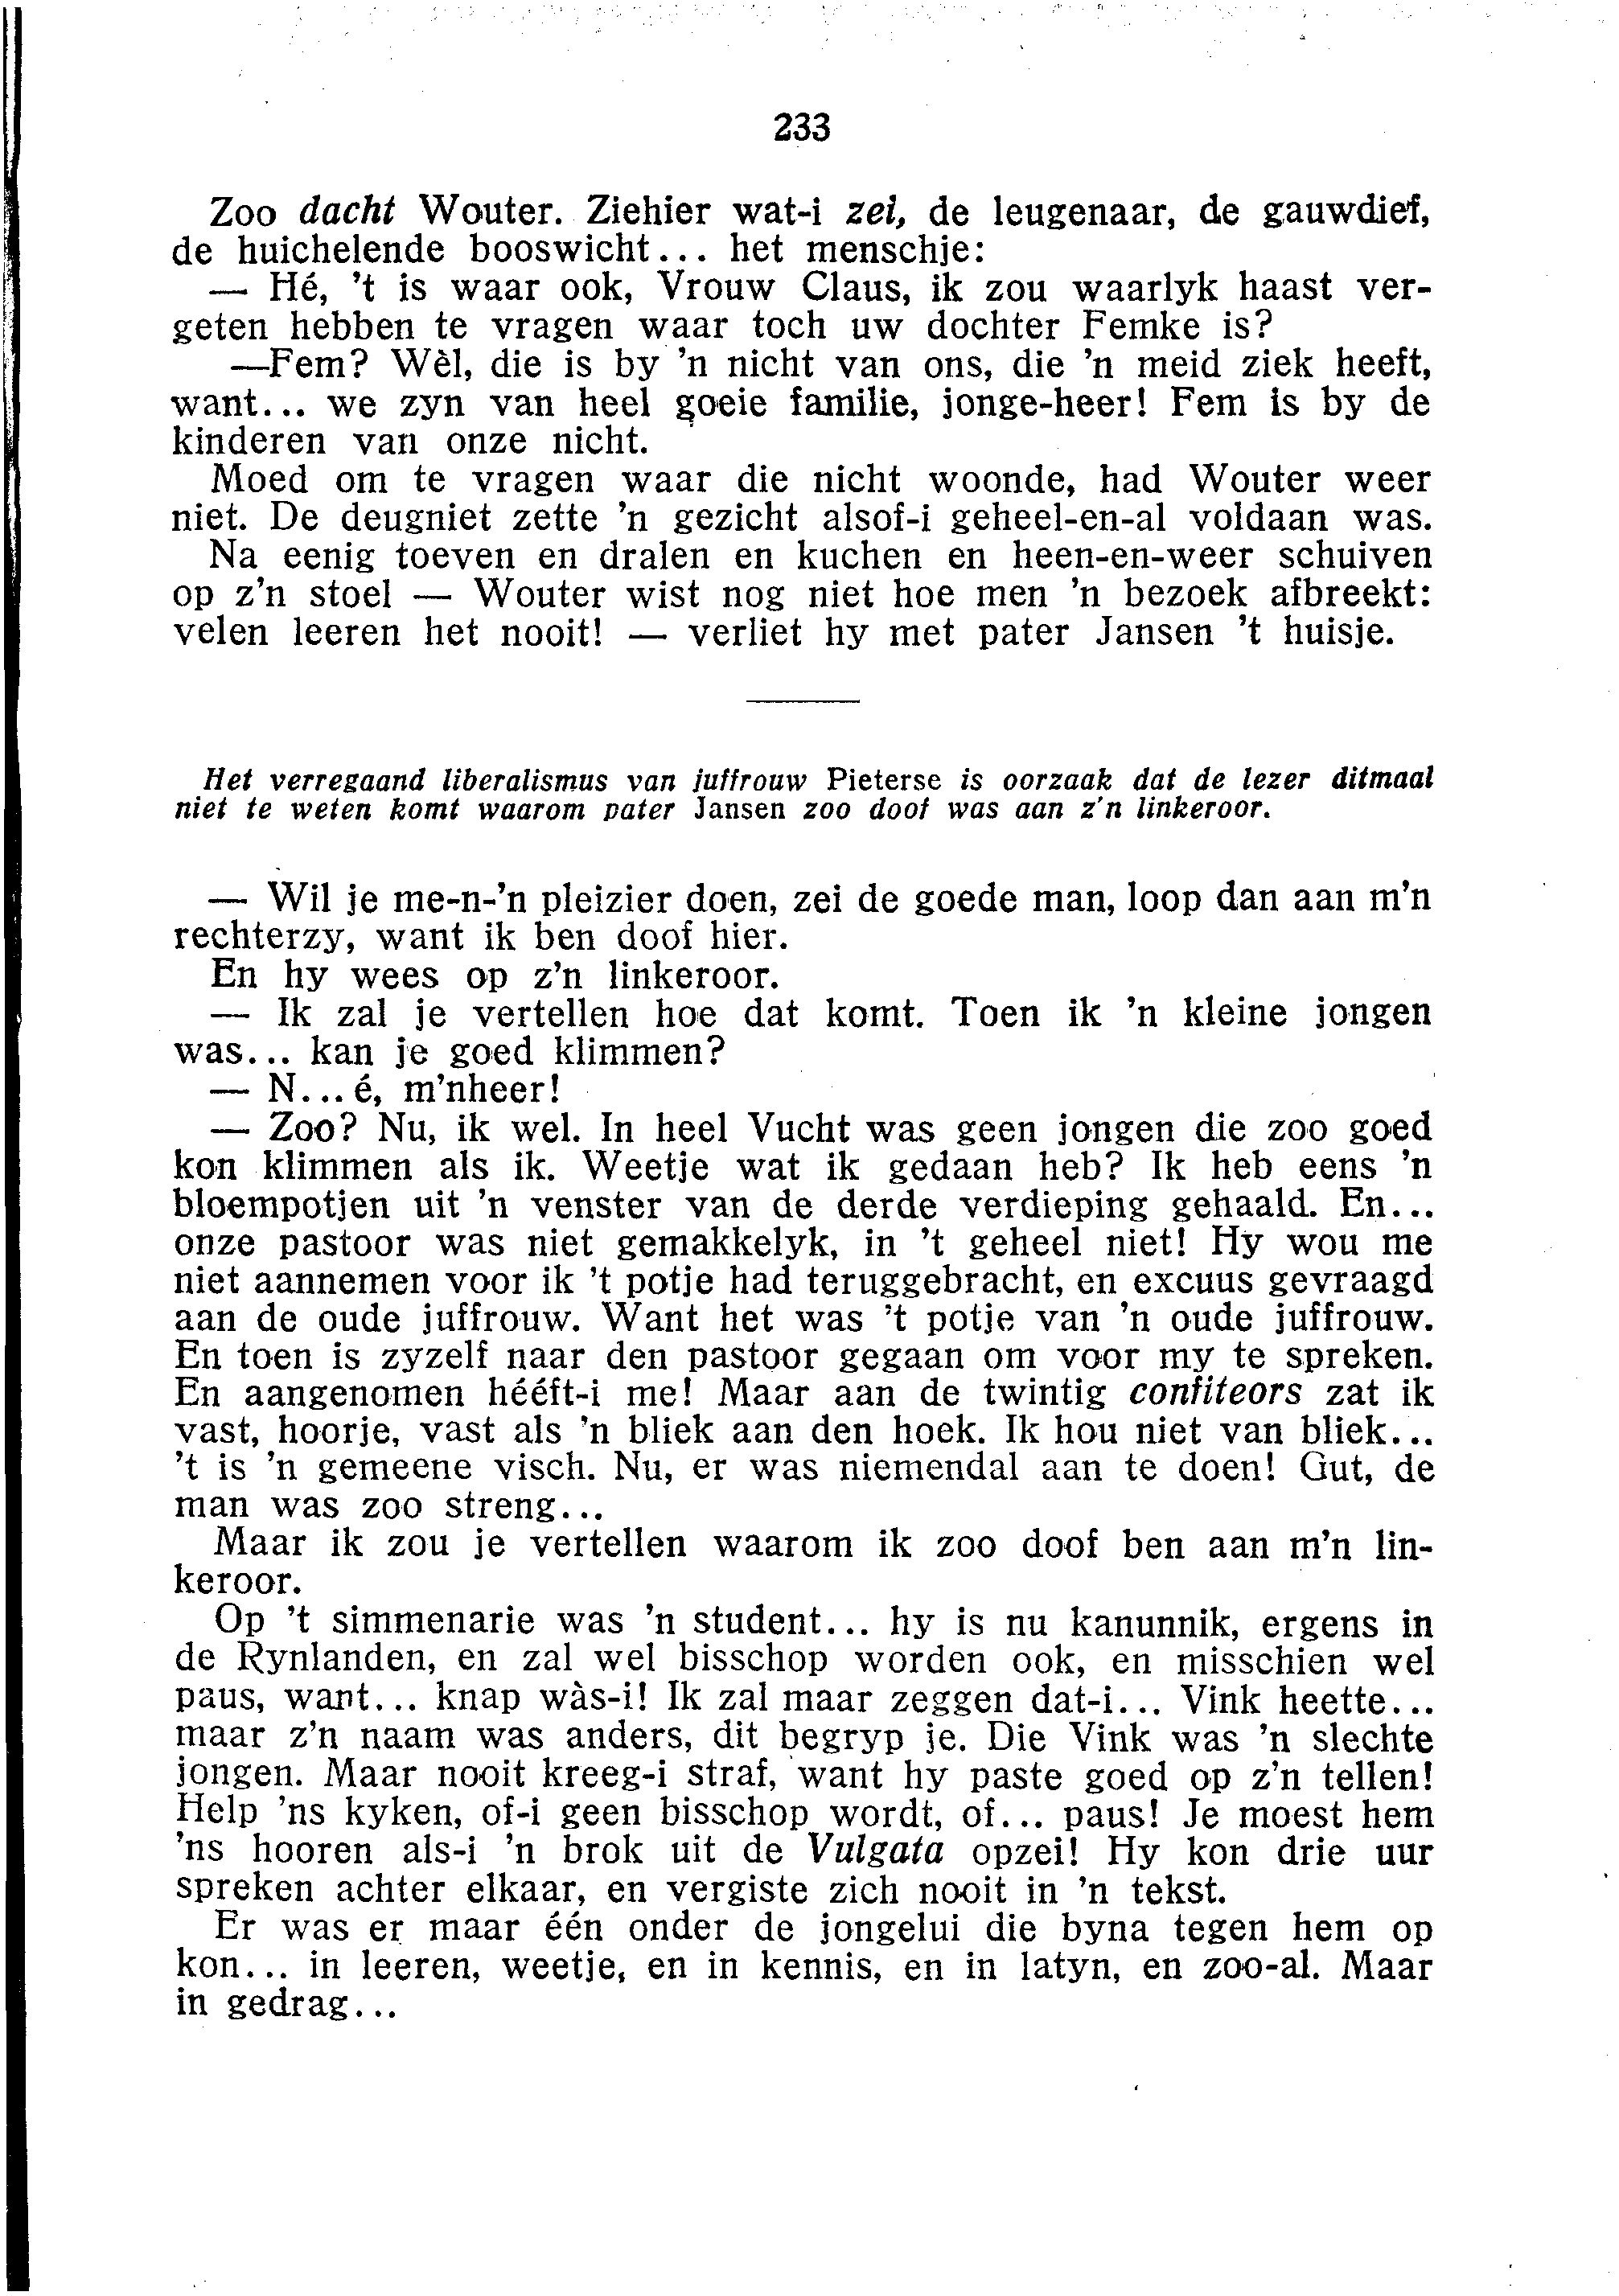 233
Zoo dacht Wouter. Ziehier wat-i zei, de leugenaar, de gauwdief,
de huichelende booswicht... het menschje:
— Hé, 't is waar ook, Vrouw Claus, ik zou waarlyk haast ver-
geten hebben te vragen waar toch uw dochter Femke is?
—Fem? Wèl, die is by 'n nicht van ons, die 'n meid ziek heeft,
want... we zyn van heel goeie familie, jonge-heer! Fem is by de
kinderen van onze nicht.
Moed om te vragen waar die nicht woonde, had Wouter weer
niet. De deugniet zette 'n gezicht alsof-i geheel-en-al voldaan was.
Na eenig toeven en dralen en kuchen en heen-en-weer schuiven
op z'n stoel — Wouter wist nog niet hoe men 'n bezoek afbreekt:
velen leeren het nooit! — verliet hy met pater Jansen 't huisje.
Het verregaand liberalismus van juffrouw Pieterse is oorzaak dat de lezer ditmaal
niet te weten komt waarom pater Jansen zoo doof was aan z'n linkeroor.
— Wil je me-n-'n pleizier doen, zei de goede man, loop dan aan m'n
rechterzy, want ik ben doof hier.
En hy wees op z'n linkeroor.
— Ik zal je vertellen hoe dat komt. Toen ik 'n kleine jongen
was... kan je goed klimmen?
— N...é, m'nheer!
— Zoo? Nu, ik wel. In heel Vucht was geen jongen die zoo goed
kon klimmen als ik. Weetje wat ik gedaan heb? Ik heb eens 'n
bloempotjen uit 'n venster van de derde verdieping gehaald. En...
onze pastoor was niet gemakkelyk, in 't geheel niet! Hy wou me
niet aannemen voor ik 't potje had teruggebracht, en excuus gevraagd
aan de oude juffrouw. Want het was 't potje van 'n oude juffrouw.
En toen is zyzelf naar den pastoor gegaan om voor my te spreken.
En aangenomen hééft-i me! Maar aan de twintig confiteors zat ik
vast, hoorje, vast als 'n bliek aan den hoek. Ik hou niet van bliek...
't is 'n gemeene visch. Nu, er was niemendal aan te doen! Gut, de
man was zoo streng...
Maar ik zou je vertellen waarom ik zoo doof ben aan m'n lin-
keroor.
Op 't simmenarie was 'n student... hy is nu kanunnik, ergens in
de Rynlanden, en zal wel bisschop worden ook, en misschien wel
paus, want... knap wàs-i! Ik zal maar zeggen dat-i... Vink heette...
maar z'n naam was anders, dit begryp je. Die Vink was 'n slechte
jongen. Maar nooit kreeg-i straf, want hy paste goed op z'n tellen!
Help 'ns kyken, of-i geen bisschop wordt, of... paus! Je moest hem
'ns hooren als-i 'n brok uit de Vulgata opzei! Hy kon drie uur
spreken achter elkaar, en vergiste zich nooit in 'n tekst.
Er was er maar één onder de jongelui die byna tegen hem op
kon... in leeren, weetje, en in kennis, en in latyn, en zoo-al. Maar
in gedrag...